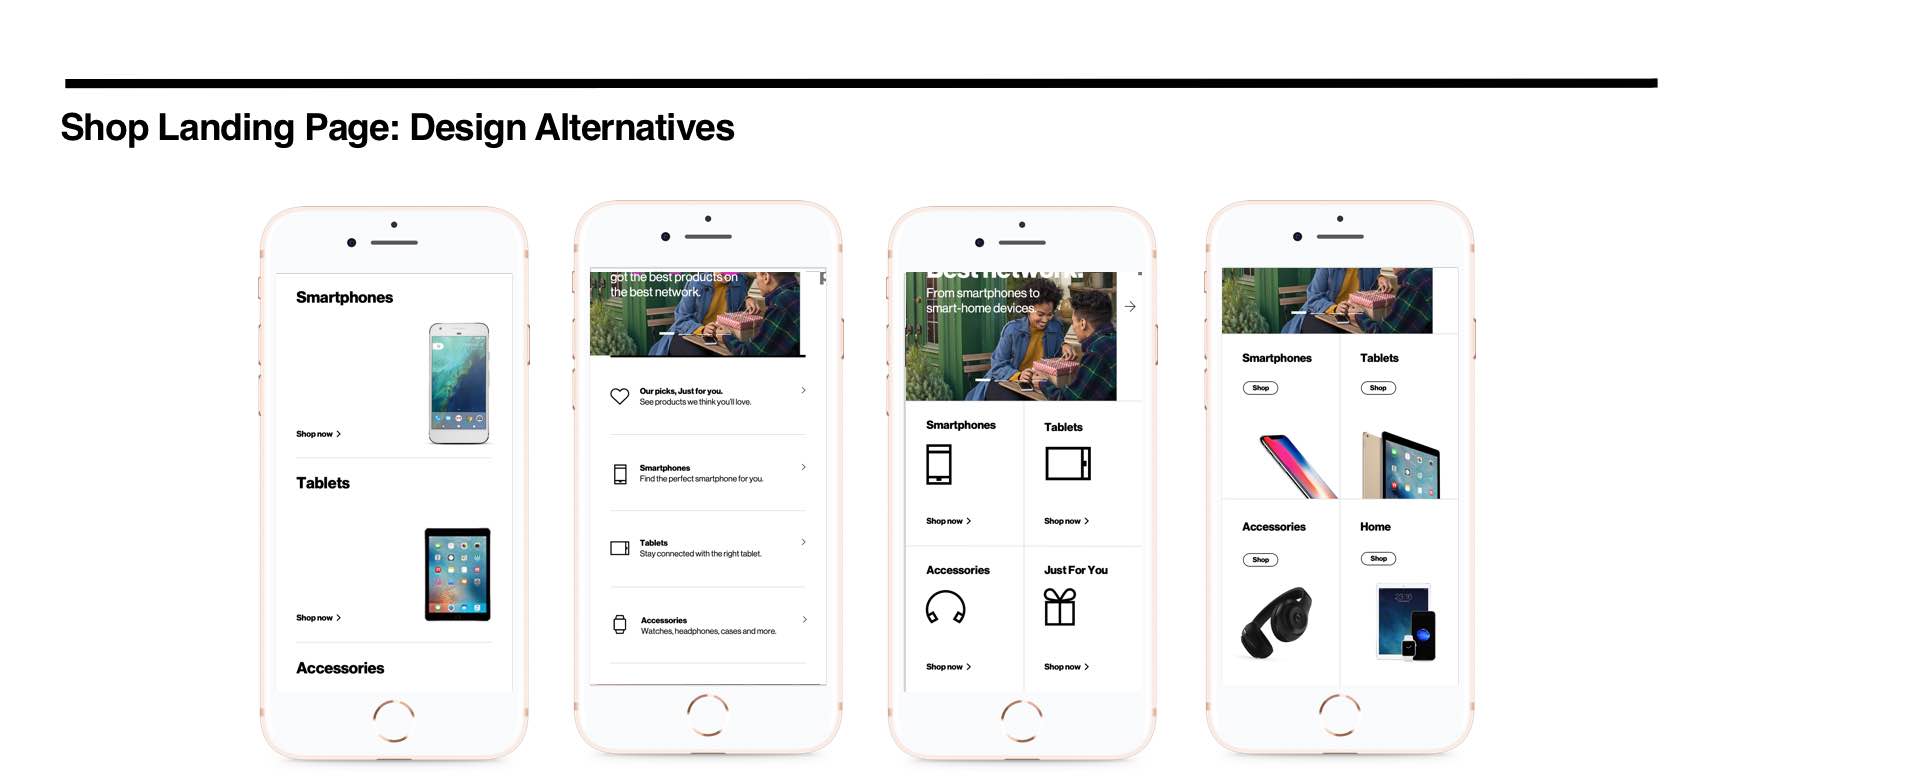 Shop Landing Page: Design Alternatives
Smartphones
Shop now
Tablets
Shop now
Accessories
got the best products on
the best network.
Our picks, Just for you.
See products we think you'll love.
Smartphones
Find the perfect smartphone for you.
Tablets
Stay connected with the right tablet.
Accessories
Watches, headphones, cases and more.
Best network.
From smartphones to
smart-home devices.
Smartphones
Tablets
Shop now
Shop now
Accessories
Just For You
Shop now
Shop now
Smartphones
Tablets
Shop
Shop
Accessories
Home
Shop
Shop
23:16